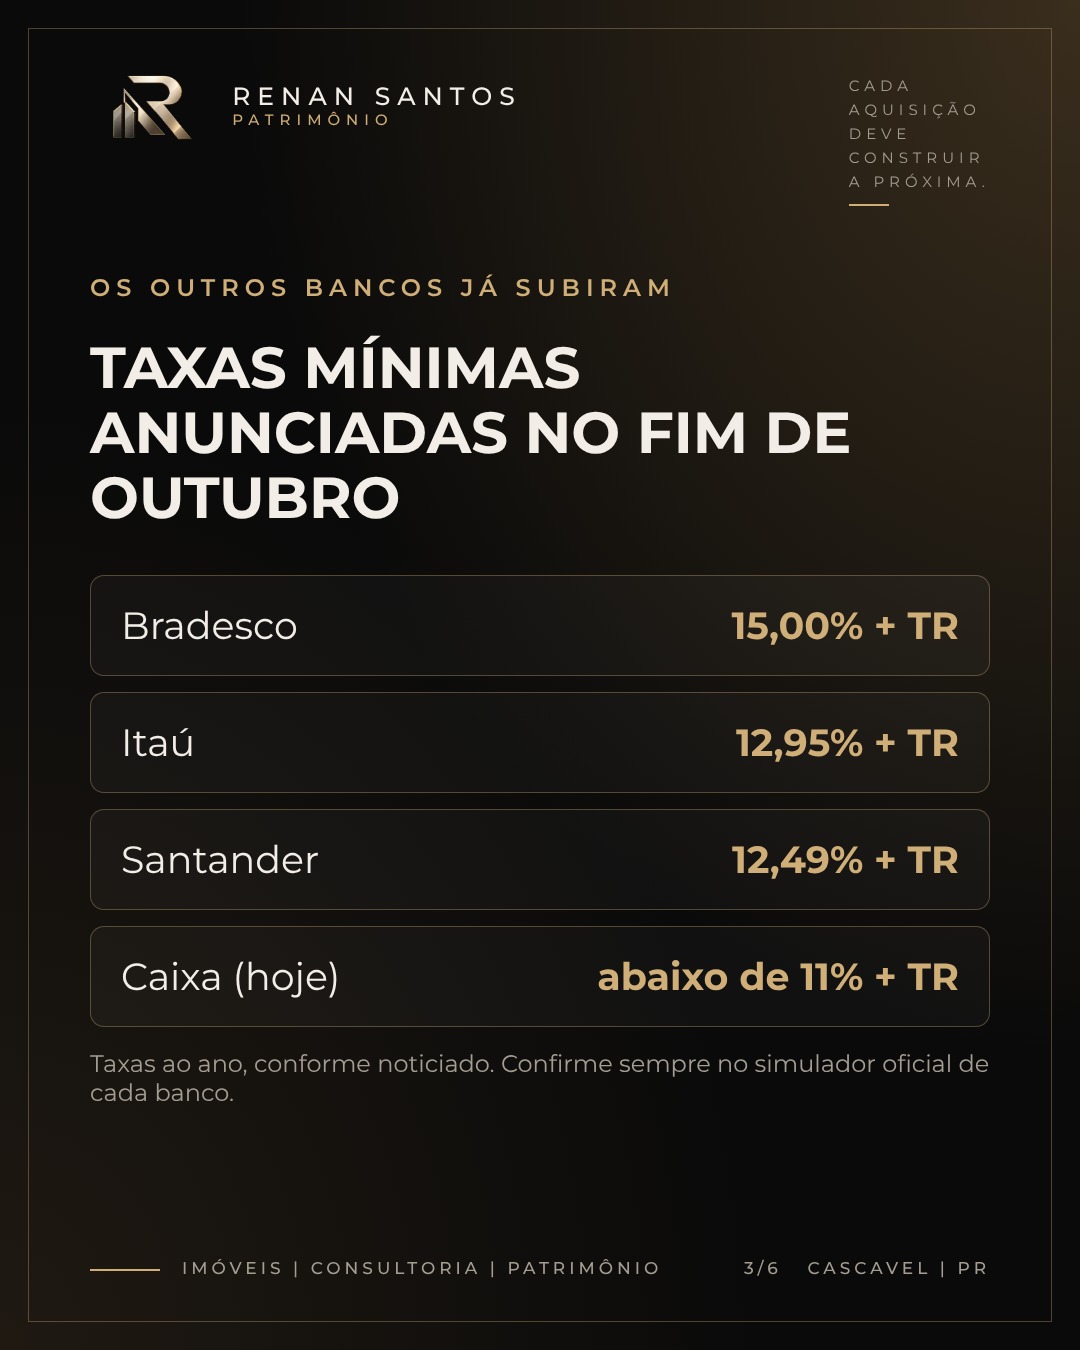 RENAN SANTOS
PATRIMÔNIO
CADA
AQUISIÇÃO
DEVE
CONSTRUIR
A PRÓXIMA.
OS OUTROS BANCOS JÁ SUBIRAM
TAXAS MÍNIMAS
ANUNCIADAS NO FIM DE
OUTUBRO
Bradesco 15,00% + TR
Itaú 12,95% + TR
Santander 12,49% + TR
Caixa (hoje) abaixo de 11% + TR
Taxas ao ano, conforme noticiado. Confirme sempre no simulador oficial de
cada banco.
IMÓVEIS | CONSULTORIA | PATRIMÔNIO 3/6 CASCAVEL | PR